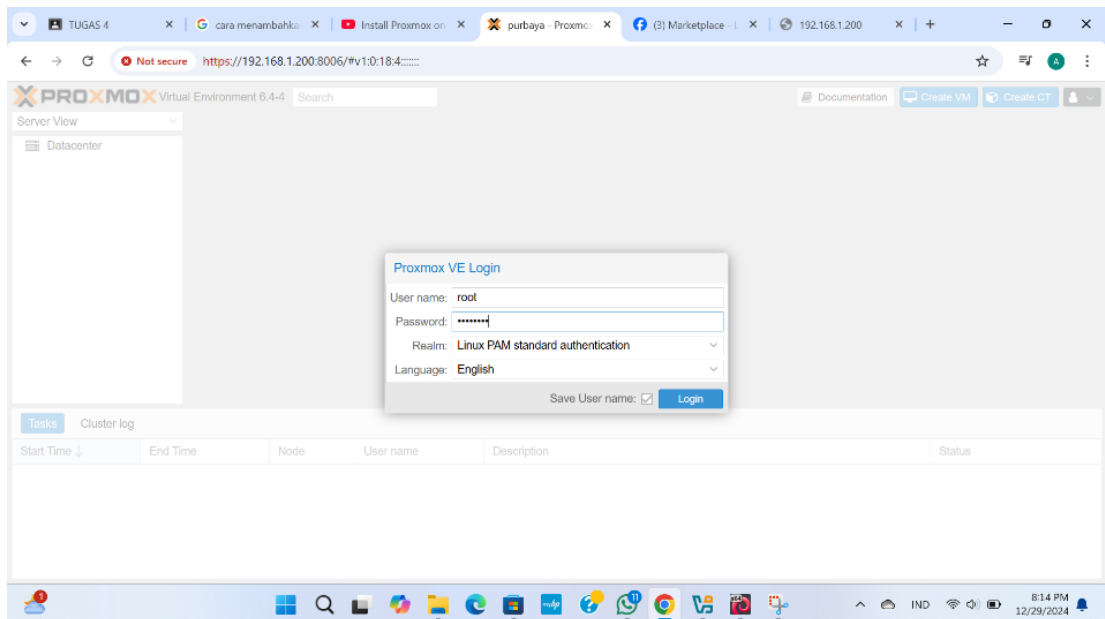 TUGAS 4
cara menambahka
Install Proxmox on
purbaya - Proxmo
(3) Marketplace - L
192.168.1.200
Not secure https://192.168.1.200:8006/#v1:0:18:4:::::::
A
PROXMOX Virtual Environment 6.4-4 Search
Documentation Create VM Create CT
Server View
Datacenter
Proxmox VE Login
User name: root
Password: ••••••••
Realm: Linux PAM standard authentication
Language: English
Save User name: Login
Tasks Cluster log
Start Time ↓ End Time Node User name Description Status
1
11
IND
8:14 PM
12/29/2024